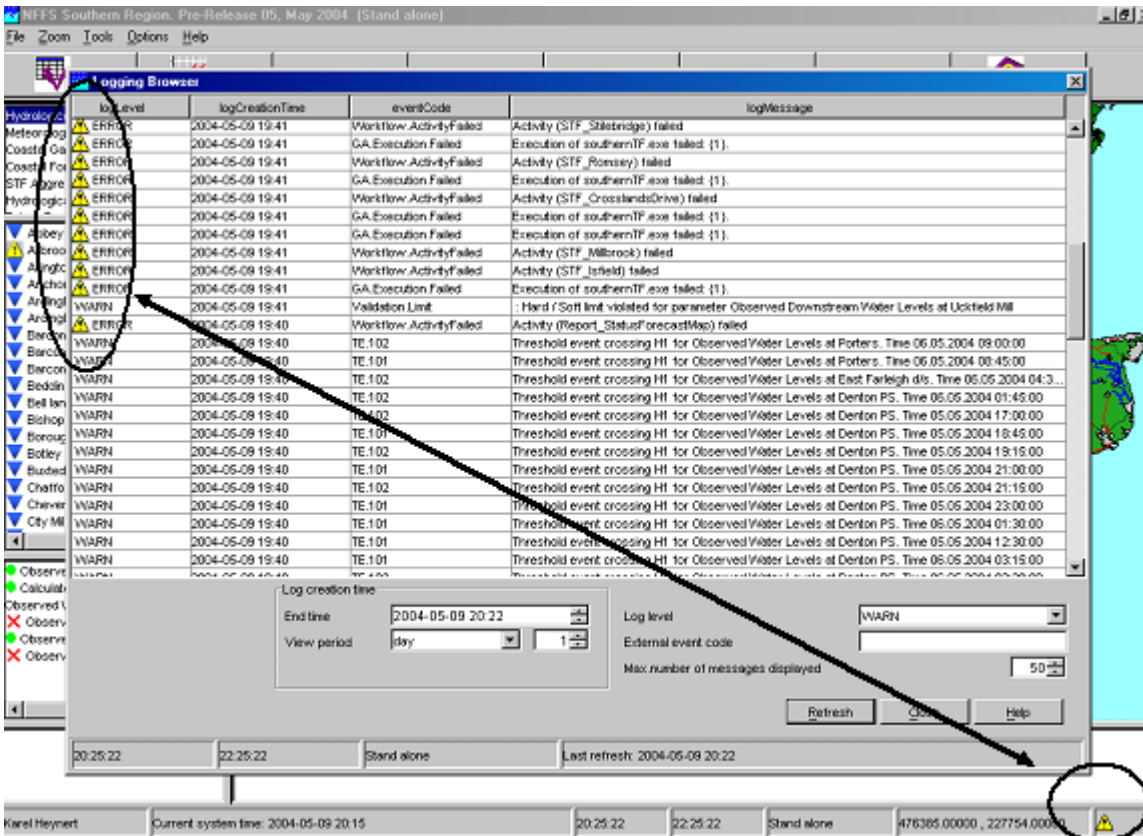 NFFS Southern Region. Pre-Release 05, May 2004 (Stand alone)
File Zoom Tools Options Help
Logging Browser
logLevel logCreationTime eventCode logMessage
ERROR 2004-05-09 19:41 Workflow.ActivityFailed Activity (STF_Stilebridge) failed
ERROR 2004-05-09 19:41 GA.Execution.Failed Execution of southernTF.exe failed: {1}.
ERROR 2004-05-09 19:41 Workflow.ActivityFailed Activity (STF_Romsey) failed
ERROR 2004-05-09 19:41 GA.Execution.Failed Execution of southernTF.exe failed: {1}.
ERROR 2004-05-09 19:41 Workflow.ActivityFailed Activity (STF_CrosslandsDrive) failed
ERROR 2004-05-09 19:41 GA.Execution.Failed Execution of southernTF.exe failed: {1}.
ERROR 2004-05-09 19:41 GA.Execution.Failed Execution of southernTF.exe failed: {1}.
ERROR 2004-05-09 19:41 Workflow.ActivityFailed Activity (STF_Millbrook) failed
ERROR 2004-05-09 19:41 Workflow.ActivityFailed Activity (STF_Isfield) failed
ERROR 2004-05-09 19:41 GA.Execution.Failed Execution of southernTF.exe failed: {1}.
WARN 2004-05-09 19:41 Validation.Limit : Hard / Soft limit violated for parameter Observed Downstream Water Levels at Uckfield Mill
ERROR 2004-05-09 19:40 Workflow.ActivityFailed Activity (Report_StatusForecastMap) failed
WARN 2004-05-09 19:40 TE.102 Threshold event crossing H1 for Observed Water Levels at Porters. Time 06.05.2004 09:00:00
WARN 2004-05-09 19:40 TE.101 Threshold event crossing H1 for Observed Water Levels at Porters. Time 06.05.2004 08:45:00
WARN 2004-05-09 19:40 TE.102 Threshold event crossing H1 for Observed Water Levels at East Farleigh d/s. Time 06.05.2004 04:3...
WARN 2004-05-09 19:40 TE.102 Threshold event crossing H1 for Observed Water Levels at Denton PS. Time 05.05.2004 01:45:00
WARN 2004-05-09 19:40 TE.102 Threshold event crossing H1 for Observed Water Levels at Denton PS. Time 05.05.2004 17:00:00
WARN 2004-05-09 19:40 TE.101 Threshold event crossing H1 for Observed Water Levels at Denton PS. Time 05.05.2004 18:45:00
WARN 2004-05-09 19:40 TE.102 Threshold event crossing H1 for Observed Water Levels at Denton PS. Time 05.05.2004 19:15:00
WARN 2004-05-09 19:40 TE.101 Threshold event crossing H1 for Observed Water Levels at Denton PS. Time 05.05.2004 21:00:00
WARN 2004-05-09 19:40 TE.102 Threshold event crossing H1 for Observed Water Levels at Denton PS. Time 05.05.2004 21:15:00
WARN 2004-05-09 19:40 TE.101 Threshold event crossing H1 for Observed Water Levels at Denton PS. Time 05.05.2004 23:00:00
WARN 2004-05-09 19:40 TE.101 Threshold event crossing H1 for Observed Water Levels at Denton PS. Time 06.05.2004 01:30:00
WARN 2004-05-09 19:40 TE.101 Threshold event crossing H1 for Observed Water Levels at Denton PS. Time 06.05.2004 12:30:00
WARN 2004-05-09 19:40 TE.101 Threshold event crossing H1 for Observed Water Levels at Denton PS. Time 06.05.2004 03:15:00
Log creation time
End time 2004-05-09 20:22 Log level WARN
View period day 1 External event code
Max number of messages displayed 50
Refresh Close Help
20:25:22 22:25:22 Stand alone Last refresh: 2004-05-09 20:22
Karel Heynert Current system time: 2004-05-09 20:15 20:25:22 22:25:22 Stand alone 476385.00000 , 227754.00000